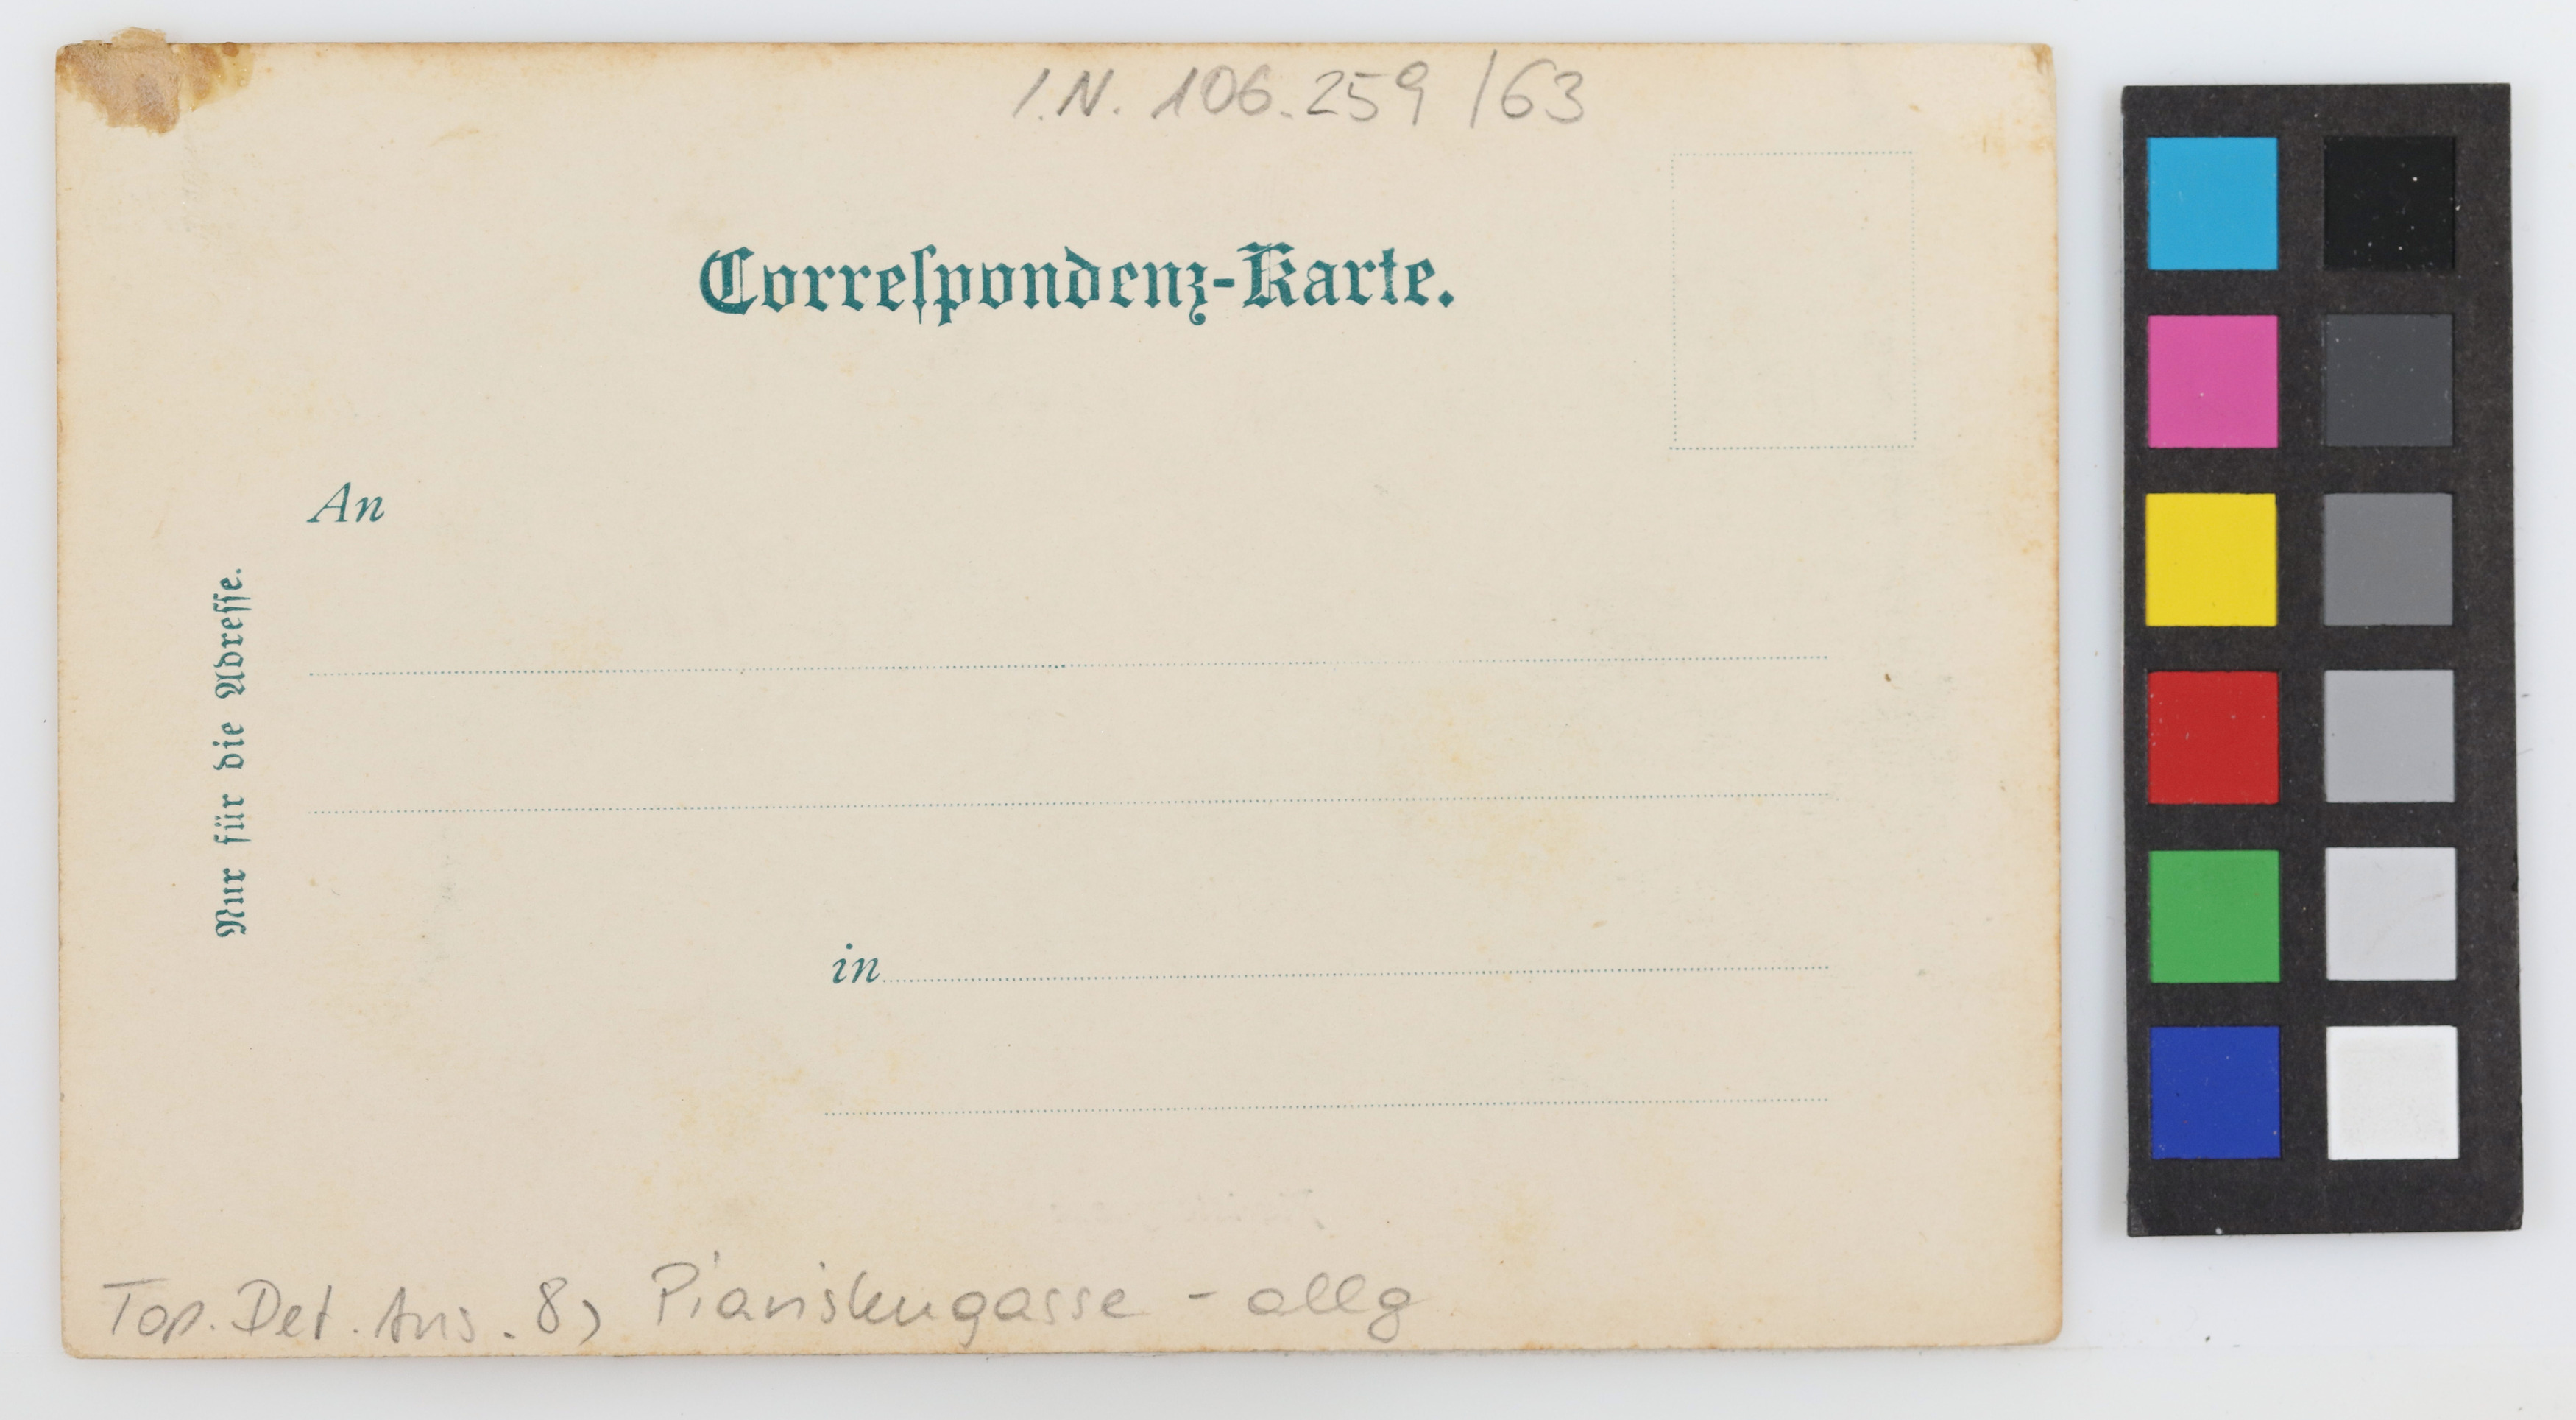 I.N. 106.259 /63
Correſpondenz-Karte.
An
Nur für die Adreſſe.
in
Top. Det. Ans. 8, Piaristengasse - allg